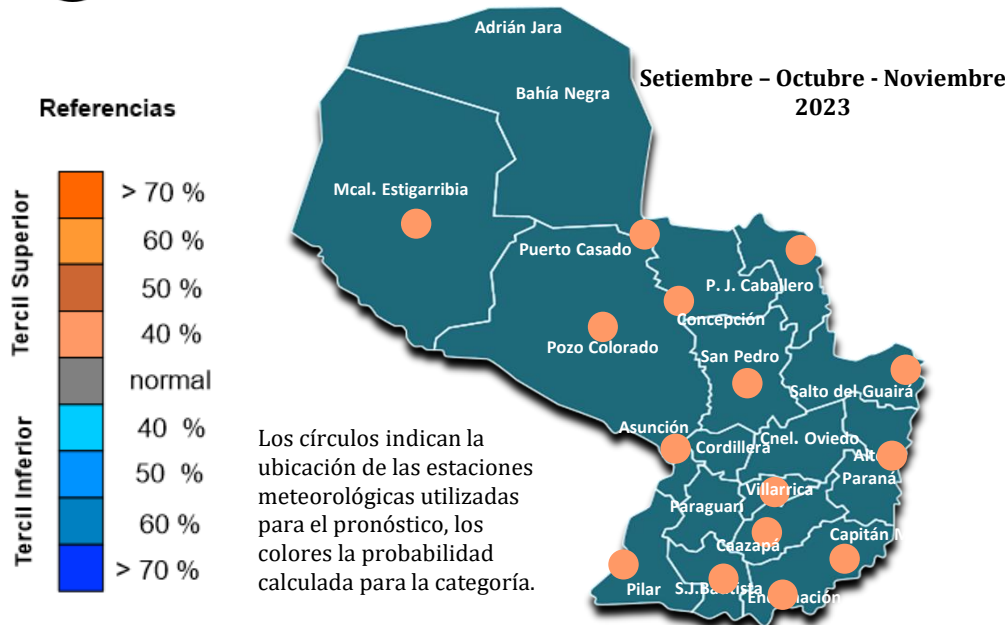 Referencias
Tercil Superior
> 70 %
60 %
50 %
40 %
normal
Tercil Inferior
40 %
50 %
60 %
> 70 %
Los círculos indican la
ubicación de las estaciones
meteorológicas utilizadas
para el pronóstico, los
colores la probabilidad
calculada para la categoría.
Setiembre – Octubre - Noviembre
2023
Adrián Jara
Bahía Negra
Mcal. Estigarribia
Puerto Casado
P. J. Caballero
Concepción
Pozo Colorado
San Pedro
Salto del Guairá
Asunción
Cordillera
Cnel. Oviedo
Alto
Paraná
Villarrica
Paraguarí
Caazapá
Capitán
Pilar
S.J.Bautista
Encarnación